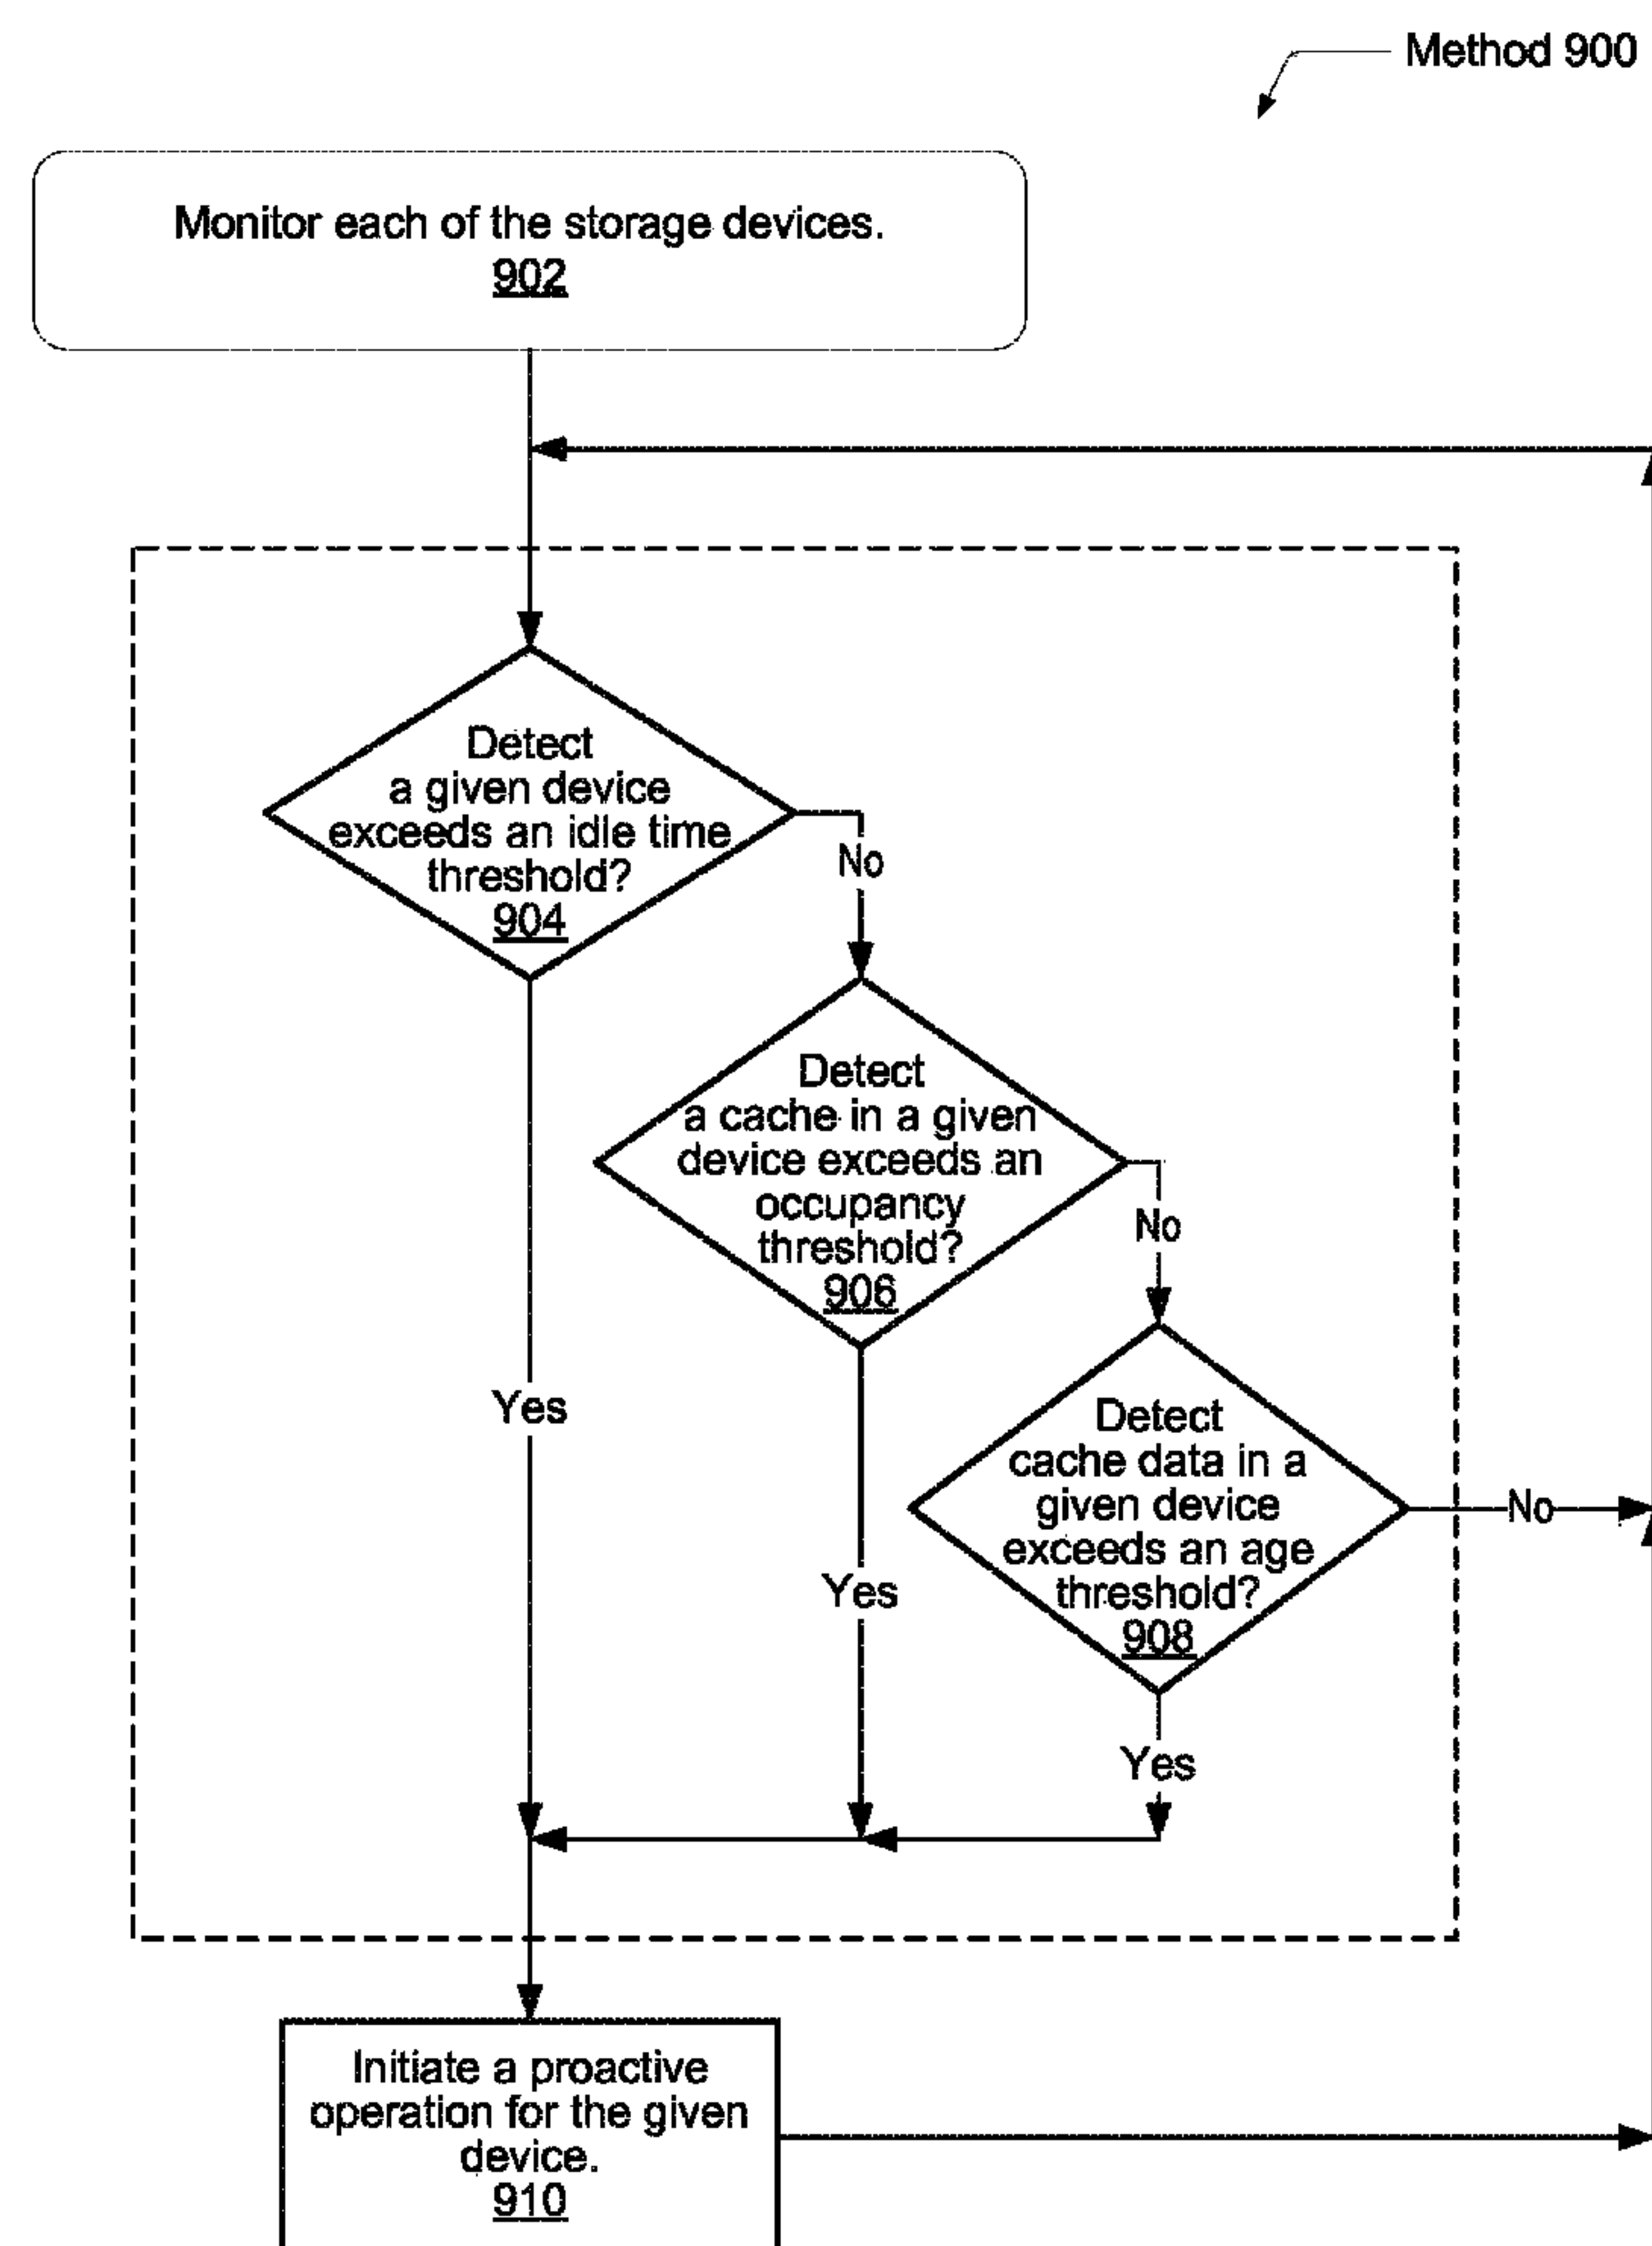 Method 900
Monitor each of the storage devices.
902
Detect
a given device
exceeds an idle time
threshold?
904
No
Detect
a cache in a given
device exceeds an
occupancy
threshold?
906
No
Detect
cache data in a
given device
exceeds an age
threshold?
908
No
Yes
Yes
Yes
Initiate a proactive
operation for the given
device.
910